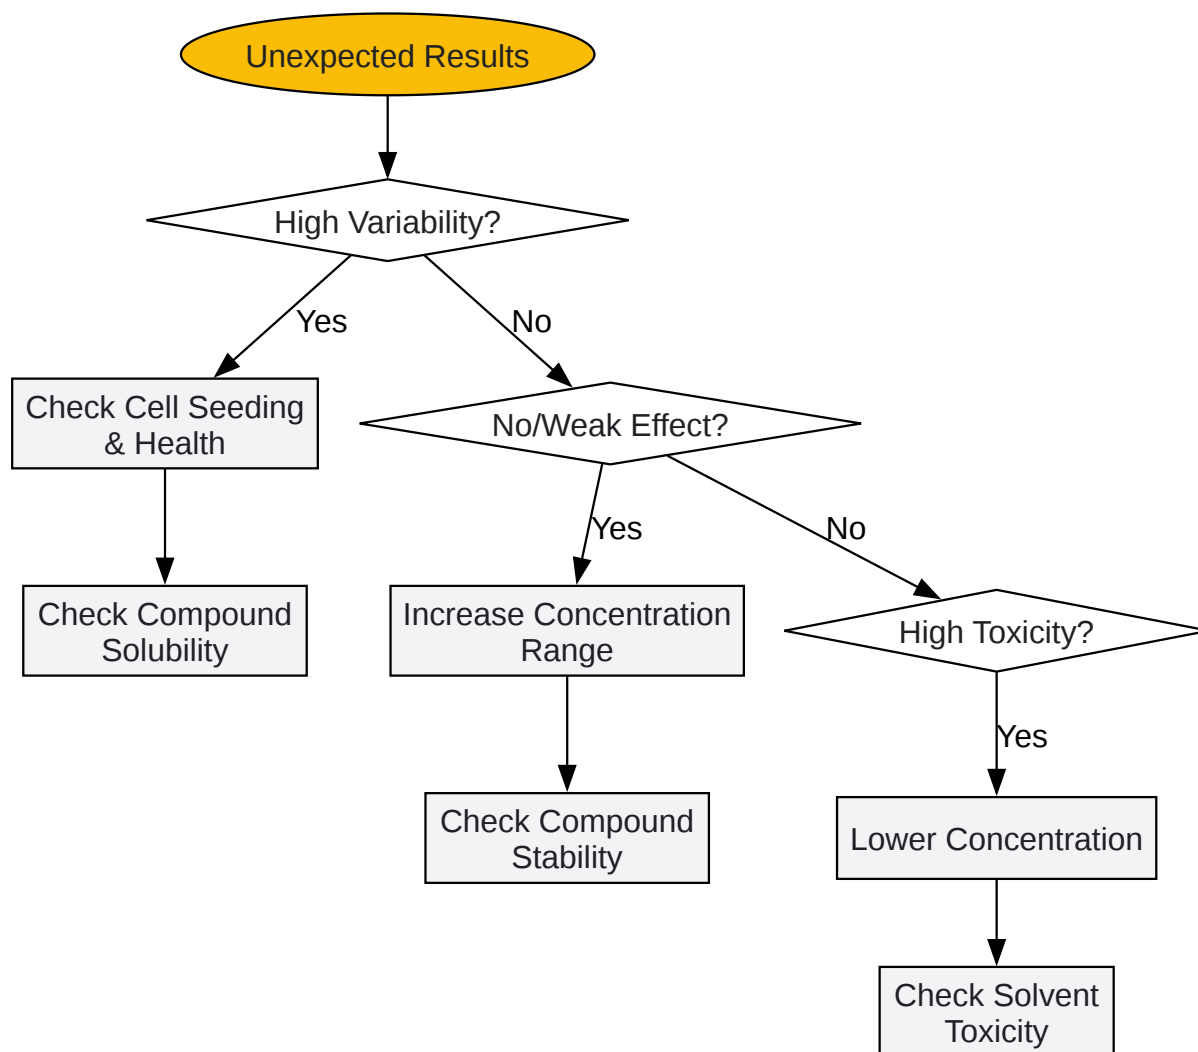 Unexpected Results
High Variability?
Yes
No
Check Cell Seeding
& Health
No/Weak Effect?
Yes
No
Check Compound
Solubility
Increase Concentration
Range
High Toxicity?
Yes
Check Compound
Stability
Lower Concentration
Check Solvent
Toxicity